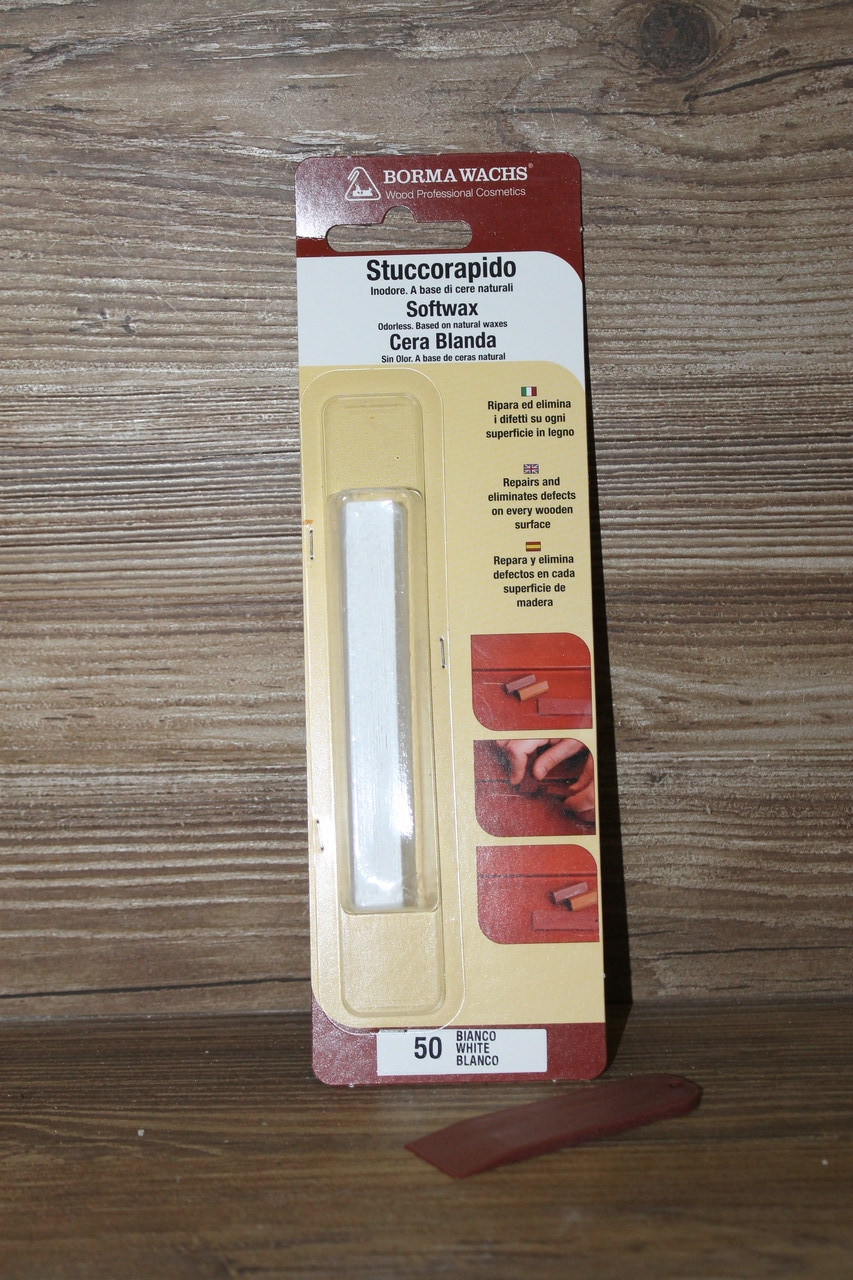 BORMA WACHS®
Wood Professional Cosmetics
Stuccorapido
Inodore. A base di cere naturali
Softwax
Odorless. Based on natural waxes
Cera Blanda
Sin Olor. A base de ceras natural
Ripara ed elimina
i difetti su ogni
superficie in legno
Repairs and
eliminates defects
on every wooden
surface
Repara y elimina
defectos en cada
superficie de
madera
50
BIANCO
WHITE
BLANCO